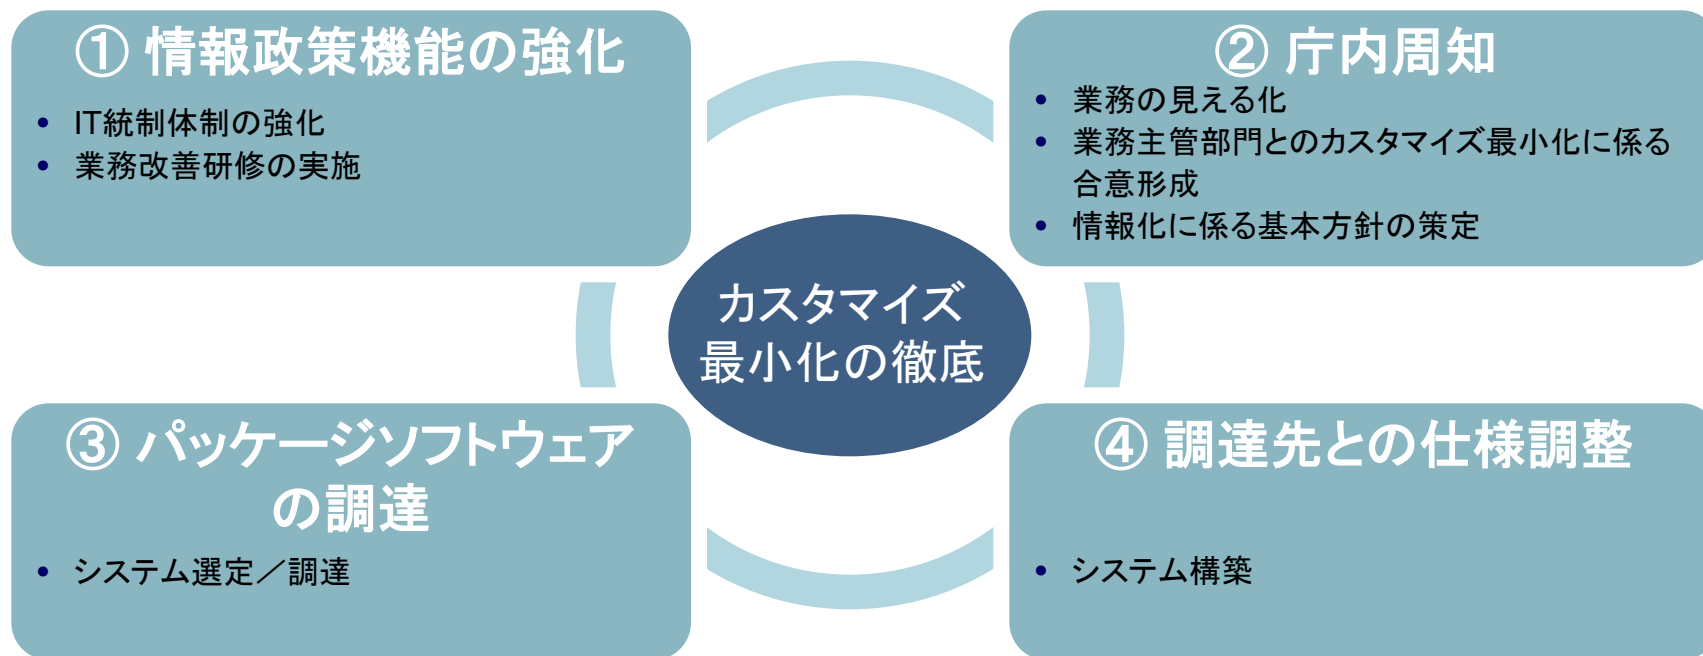 ① 情報政策機能の強化
• IT統制体制の強化
• 業務改善研修の実施
② 庁内周知
• 業務の見える化
• 業務主管部門とのカスタマイズ最小化に係る
合意形成
• 情報化に係る基本方針の策定
カスタマイズ
最小化の徹底
③ パッケージソフトウェア
の調達
• システム選定／調達
④ 調達先との仕様調整
• システム構築